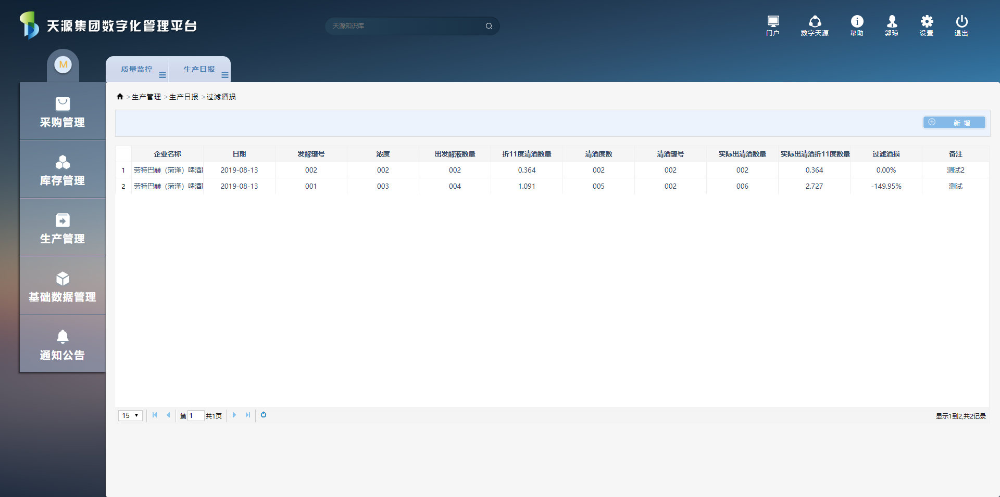 天源集团数字化管理平台
天源知识库
门户 数字天源 帮助 郭琼 设置 退出
M
质量监控 生产日报
> 生产管理 > 生产日报 > 过滤酒损
新 增
采购管理
库存管理
生产管理
基础数据管理
通知公告
企业名称 日期 发酵罐号 浓度 出发酵液数量 折11度清酒数量 清酒度数 清酒罐号 实际出清酒数量 实际出清酒折11度数量 过滤酒损 备注
1 劳特巴赫（菏泽）啤酒 2019-08-13 002 002 002 0.364 002 002 002 0.364 0.00% 测试2
2 劳特巴赫（菏泽）啤酒 2019-08-13 001 003 004 1.091 005 002 006 2.727 -149.95% 测试
15 第 1 共1页 显示1到2,共2记录